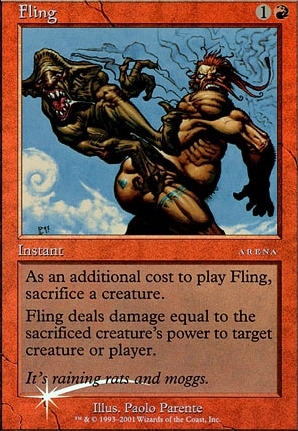 Fling 1
Instant ARENA
As an additional cost to play Fling,
sacrifice a creature.
Fling deals damage equal to the
sacrificed creature's power to target
creature or player.
It's raining rats and moggs.
Illus. Paolo Parente
™ & © 1993–2001 Wizards of the Coast, Inc.